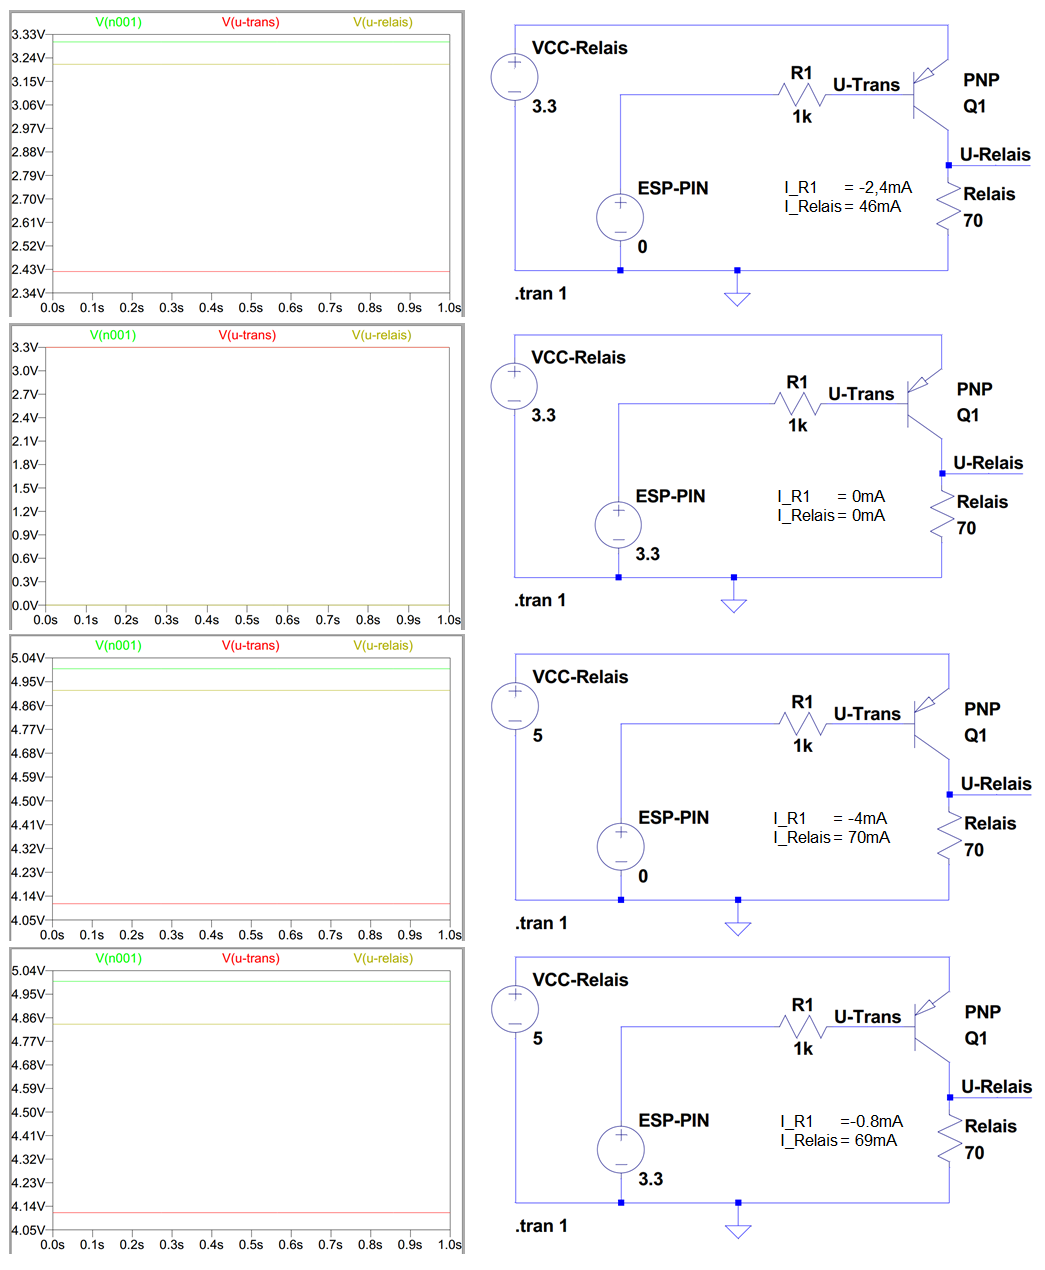 V(n001) V(u-trans) V(u-relais)
3.33V
3.24V
3.15V
3.06V
2.97V
2.88V
2.79V
2.70V
2.61V
2.52V
2.43V
2.34V
0.0s 0.1s 0.2s 0.3s 0.4s 0.5s 0.6s 0.7s 0.8s 0.9s 1.0s
VCC-Relais
3.3
R1
1k
U-Trans
PNP
Q1
U-Relais
ESP-PIN
0
I_R1 = -2,4mA
I_Relais = 46mA
Relais
70
.tran 1
V(n001) V(u-trans) V(u-relais)
3.3V
3.0V
2.7V
2.4V
2.1V
1.8V
1.5V
1.2V
0.9V
0.6V
0.3V
0.0V
0.0s 0.1s 0.2s 0.3s 0.4s 0.5s 0.6s 0.7s 0.8s 0.9s 1.0s
VCC-Relais
3.3
R1
1k
U-Trans
PNP
Q1
U-Relais
ESP-PIN
3.3
I_R1 = 0mA
I_Relais = 0mA
Relais
70
.tran 1
V(n001) V(u-trans) V(u-relais)
5.04V
4.95V
4.86V
4.77V
4.68V
4.59V
4.50V
4.41V
4.32V
4.23V
4.14V
4.05V
0.0s 0.1s 0.2s 0.3s 0.4s 0.5s 0.6s 0.7s 0.8s 0.9s 1.0s
VCC-Relais
5
R1
1k
U-Trans
PNP
Q1
U-Relais
ESP-PIN
0
I_R1 = -4mA
I_Relais = 70mA
Relais
70
.tran 1
V(n001) V(u-trans) V(u-relais)
5.04V
4.95V
4.86V
4.77V
4.68V
4.59V
4.50V
4.41V
4.32V
4.23V
4.14V
4.05V
0.0s 0.1s 0.2s 0.3s 0.4s 0.5s 0.6s 0.7s 0.8s 0.9s 1.0s
VCC-Relais
5
R1
1k
U-Trans
PNP
Q1
U-Relais
ESP-PIN
3.3
I_R1 =-0.8mA
I_Relais = 69mA
Relais
70
.tran 1